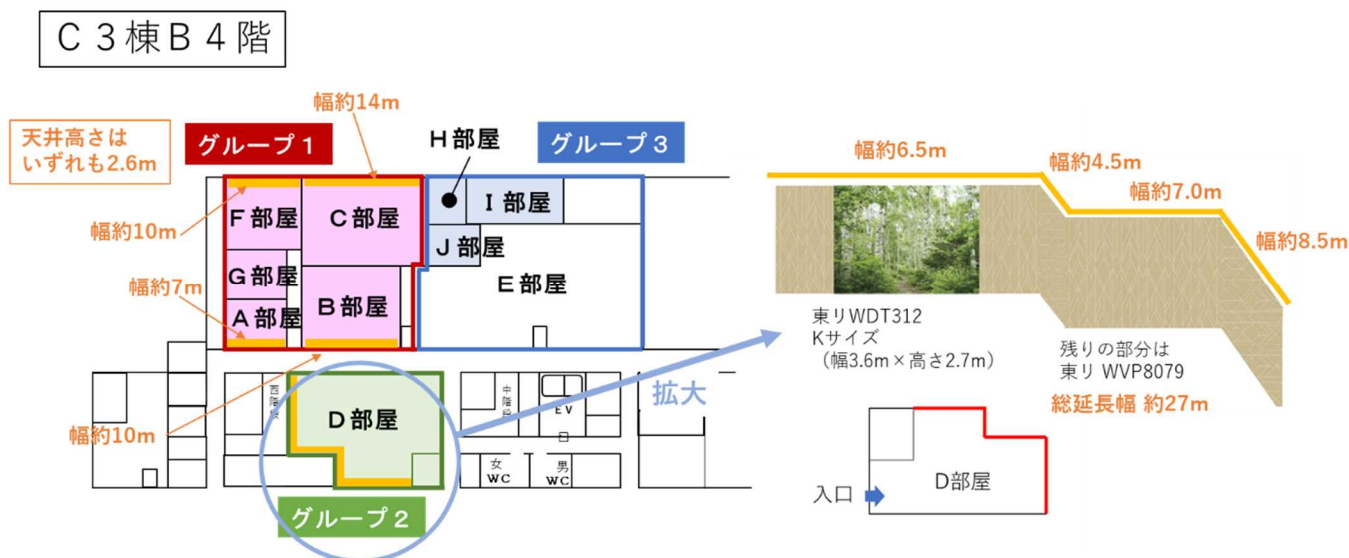 C3棟B4階
天井高さは
いずれも2.6m
幅約14m
グループ1
H部屋
グループ3
F部屋
C部屋
I部屋
J部屋
幅約10m
G部屋
E部屋
幅約7m
A部屋
B部屋
幅約10m
D部屋
中階段
EV
女
WC
男
WC
グループ2
拡大
幅約6.5m
幅約4.5m
幅約7.0m
幅約8.5m
東リWDT312
Kサイズ
(幅3.6m×高さ2.7m)
残りの部分は
東リ WVP8079
総延長幅 約27m
入口
D部屋